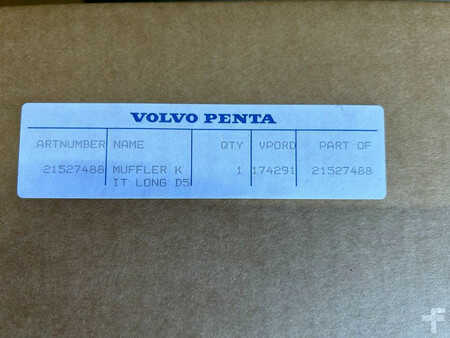 VOLVO PENTA
ARTNUMBER NAME QTY VPORD PART OF
21527488 MUFFLER K 1 174291 21527488
IT LONG D5